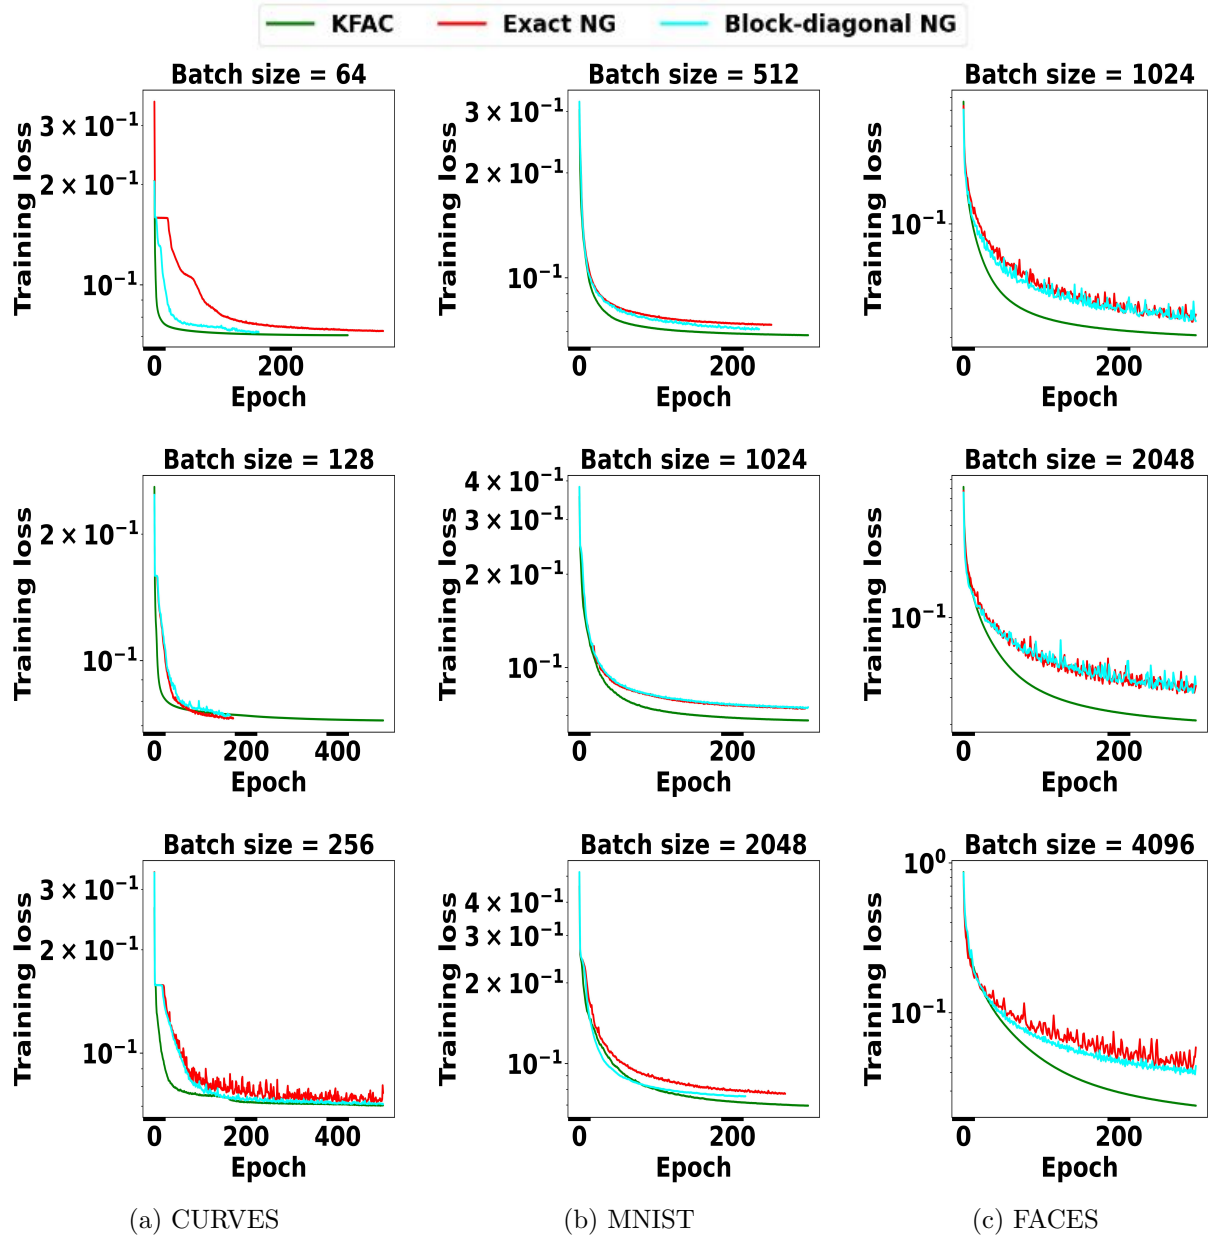 KFAC Exact NG Block-diagonal NG
Batch size = 64 Batch size = 512 Batch size = 1024
Training loss
3 × 10⁻¹
2 × 10⁻¹
10⁻¹
0 200
Epoch
Training loss
3 × 10⁻¹
2 × 10⁻¹
10⁻¹
0 200
Epoch
Training loss
10⁻¹
0 200
Epoch
Batch size = 128 Batch size = 1024 Batch size = 2048
Training loss
2 × 10⁻¹
10⁻¹
0 200 400
Epoch
Training loss
4 × 10⁻¹
3 × 10⁻¹
2 × 10⁻¹
10⁻¹
0 200
Epoch
Training loss
10⁻¹
0 200
Epoch
Batch size = 256 Batch size = 2048 Batch size = 4096
Training loss
3 × 10⁻¹
2 × 10⁻¹
10⁻¹
0 200 400
Epoch
Training loss
4 × 10⁻¹
3 × 10⁻¹
2 × 10⁻¹
10⁻¹
0 200
Epoch
Training loss
10⁰
10⁻¹
0 200
Epoch
(a) CURVES (b) MNIST (c) FACES